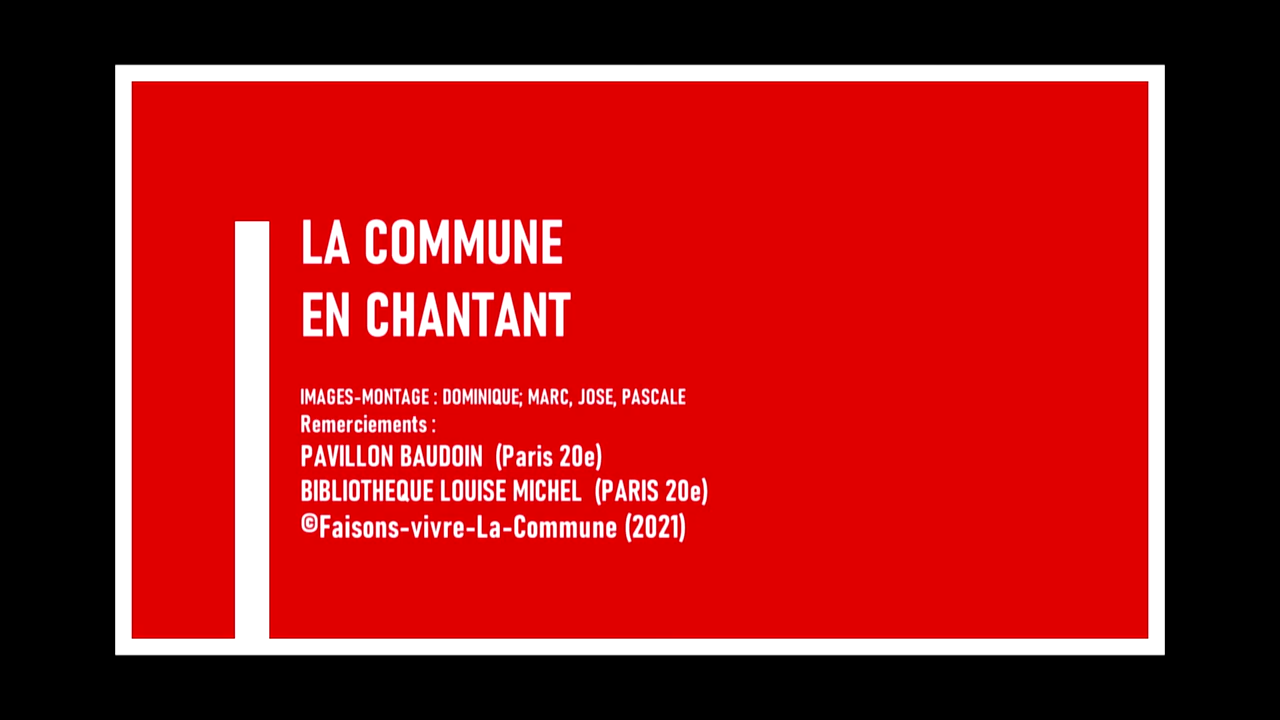 LA COMMUNE
EN CHANTANT
IMAGES-MONTAGE : DOMINIQUE; MARC, JOSE, PASCALE
Remerciements :
PAVILLON BAUDOIN (Paris 20e)
BIBLIOTHEQUE LOUISE MICHEL (PARIS 20e)
©Faisons-vivre-La-Commune (2021)